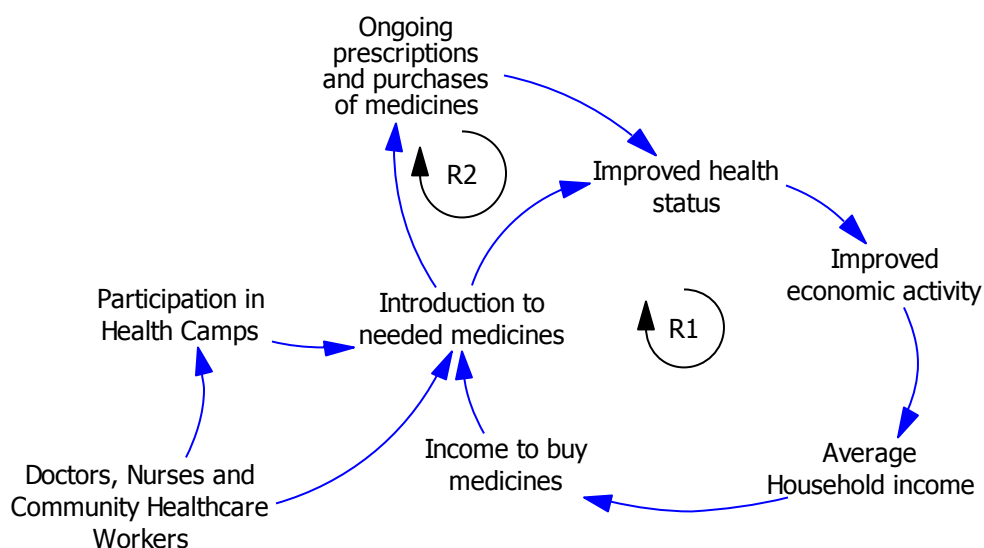 Ongoing
prescriptions
and purchases
of medicines
R2
Improved health
status
Improved
economic activity
Participation in
Health Camps
Introduction to
needed medicines
R1
Income to buy
medicines
Average
Household income
Doctors, Nurses and
Community Healthcare
Workers